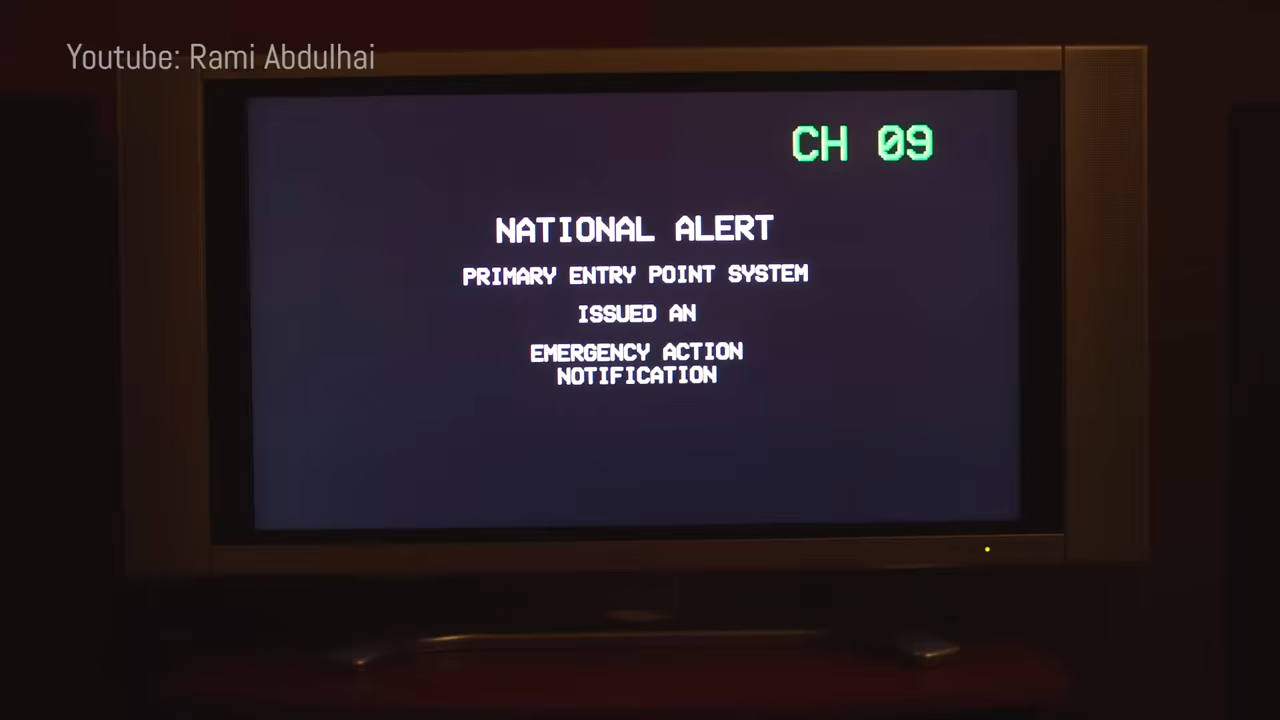 Youtube: Rami Abdulhai
CH 09
NATIONAL ALERT
PRIMARY ENTRY POINT SYSTEM
ISSUED AN
EMERGENCY ACTION
NOTIFICATION